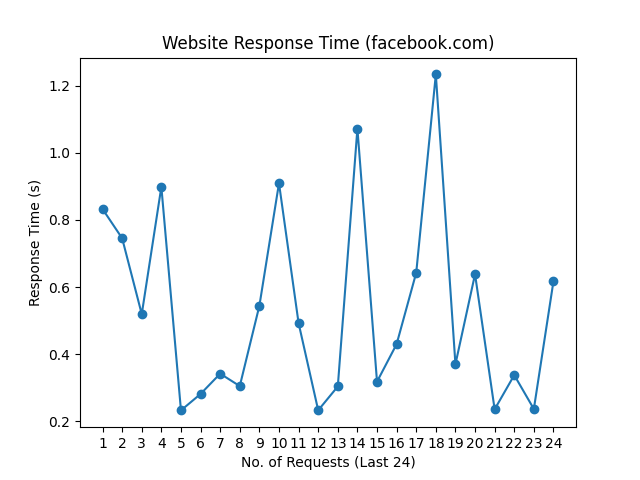 Website Response Time (facebook.com)
Response Time (s)
1.2
1.0
0.8
0.6
0.4
0.2
1 2 3 4 5 6 7 8 9 10 11 12 13 14 15 16 17 18 19 20 21 22 23 24
No. of Requests (Last 24)